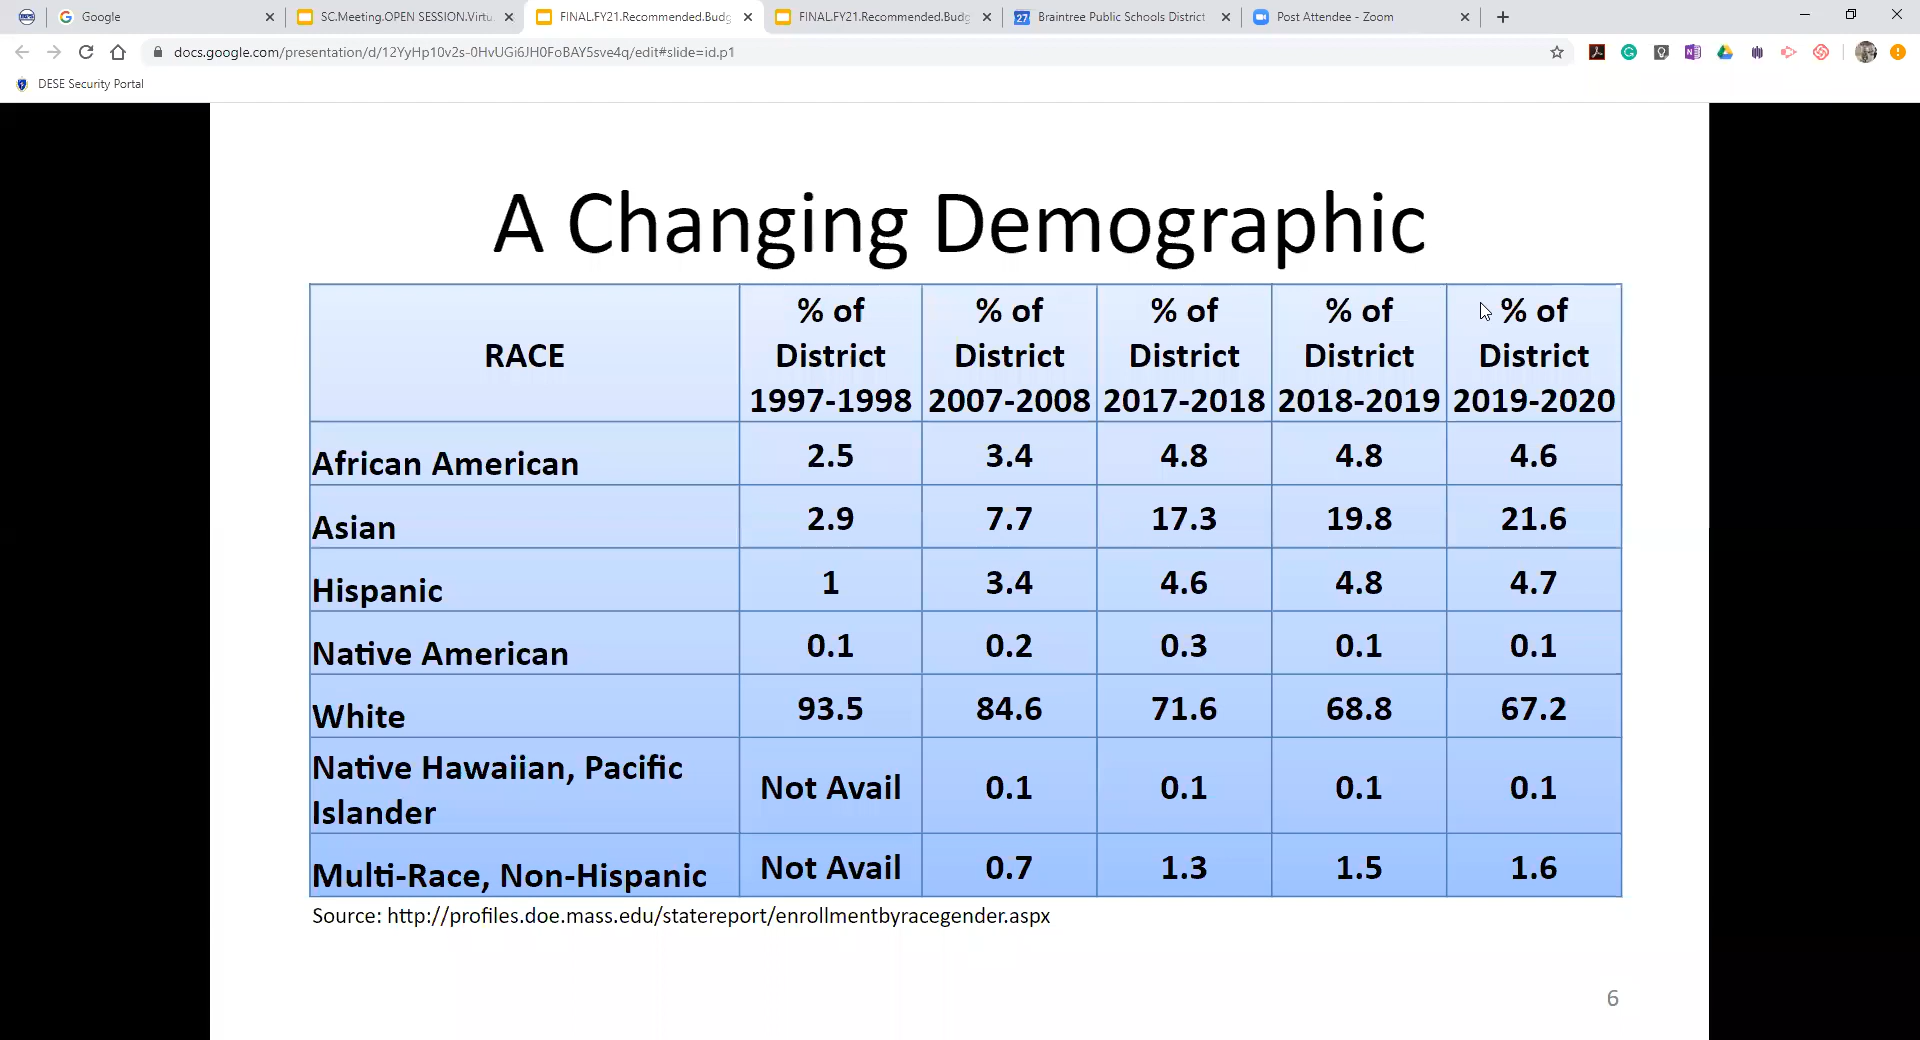 Google
SC.Meeting.OPEN SESSION.Virtu
FINAL.FY21.Recommended.Budg
FINAL.FY21.Recommended.Budg
27
Braintree Public Schools District
Post Attendee - Zoom
docs.google.com/presentation/d/12YyHp10v2s-0HvUGi6JH0FoBAY5sve4q/edit#slide=id.p1
DESE Security Portal
A Changing Demographic
RACE
% of
District
1997-1998
% of
District
2007-2008
% of
District
2017-2018
% of
District
2018-2019
% of
District
2019-2020
African American 2.5 3.4 4.8 4.8 4.6
Asian 2.9 7.7 17.3 19.8 21.6
Hispanic 1 3.4 4.6 4.8 4.7
Native American 0.1 0.2 0.3 0.1 0.1
White 93.5 84.6 71.6 68.8 67.2
Native Hawaiian, Pacific
Islander
Not Avail 0.1 0.1 0.1 0.1
Multi-Race, Non-Hispanic Not Avail 0.7 1.3 1.5 1.6
Source: http://profiles.doe.mass.edu/statereport/enrollmentbyracegender.aspx
6